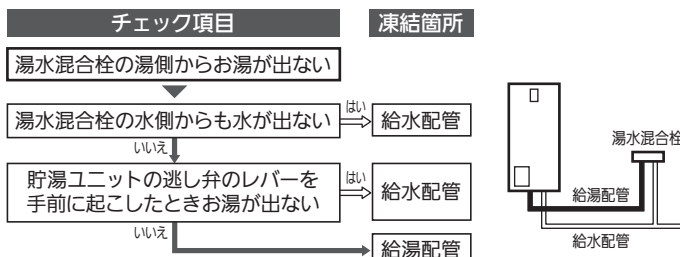 チェック項目
凍結箇所
湯水混合栓の湯側からお湯が出ない
湯水混合栓の水側からも水が出ない
はい
給水配管
いいえ
貯湯ユニットの逃し弁のレバーを
手前に起こしたときお湯が出ない
はい
給水配管
いいえ
給湯配管
湯水混合栓
給湯配管
給水配管